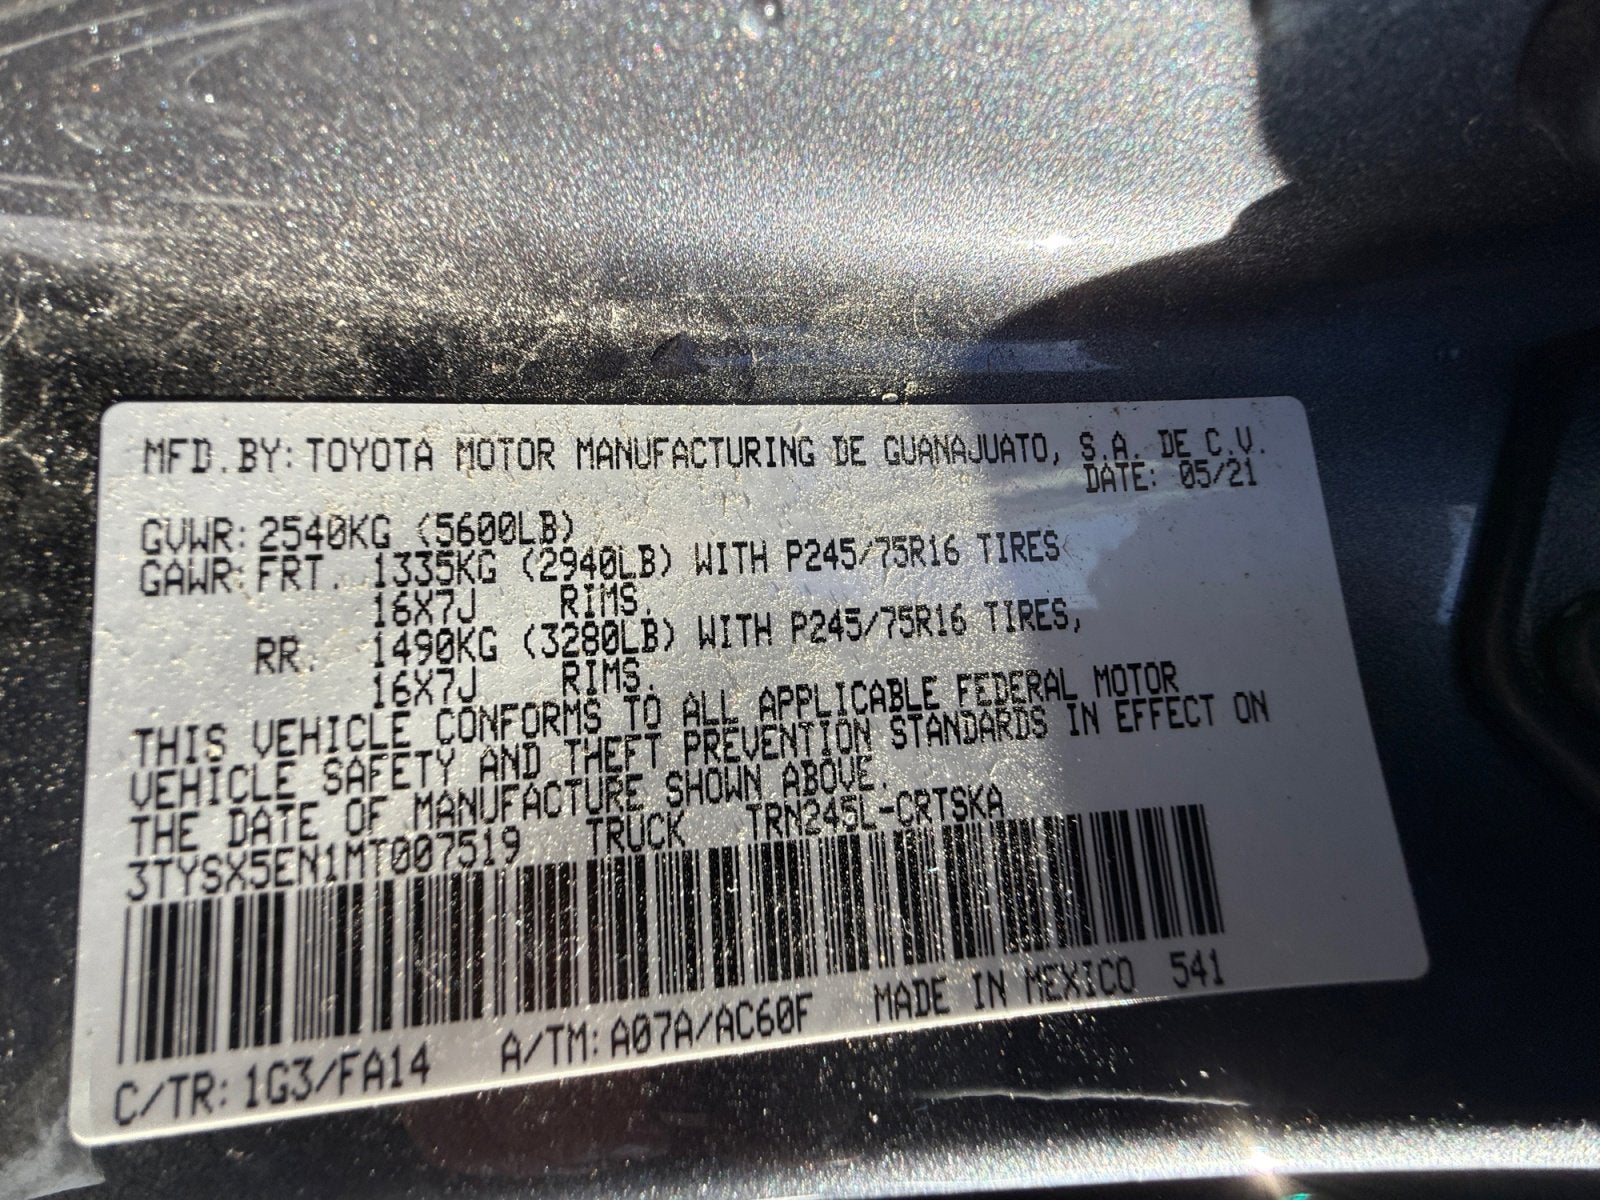 MFD.BY: TOYOTA MOTOR MANUFACTURING DE GUANAJUATO, S.A. DE C.V.
DATE: 05/21
GVWR: 2540KG (5600LB)
GAWR: FRT. 1335KG (2940LB) WITH P245/75R16 TIRES
16X7J RIMS.
RR. 1490KG (3280LB) WITH P245/75R16 TIRES,
16X7J RIMS.
THIS VEHICLE CONFORMS TO ALL APPLICABLE FEDERAL MOTOR
VEHICLE SAFETY AND THEFT PREVENTION STANDARDS IN EFFECT ON
THE DATE OF MANUFACTURE SHOWN ABOVE.
3TYSX5EN1MT007519 TRUCK TRN245L-CRTSKA
C/TR: 1G3/FA14 A/TM: A07A/AC60F MADE IN MEXICO 541